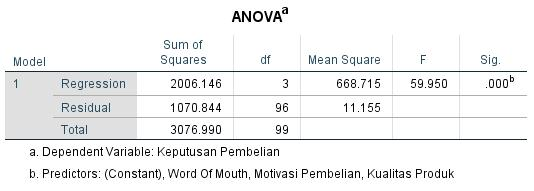 ANOVAa
Model Sum of Squares df Mean Square F Sig.
1 Regression 2006.146 3 668.715 59.950 .000b
Residual 1070.844 96 11.155
Total 3076.990 99
a. Dependent Variable: Keputusan Pembelian
b. Predictors: (Constant), Word Of Mouth, Motivasi Pembelian, Kualitas Produk